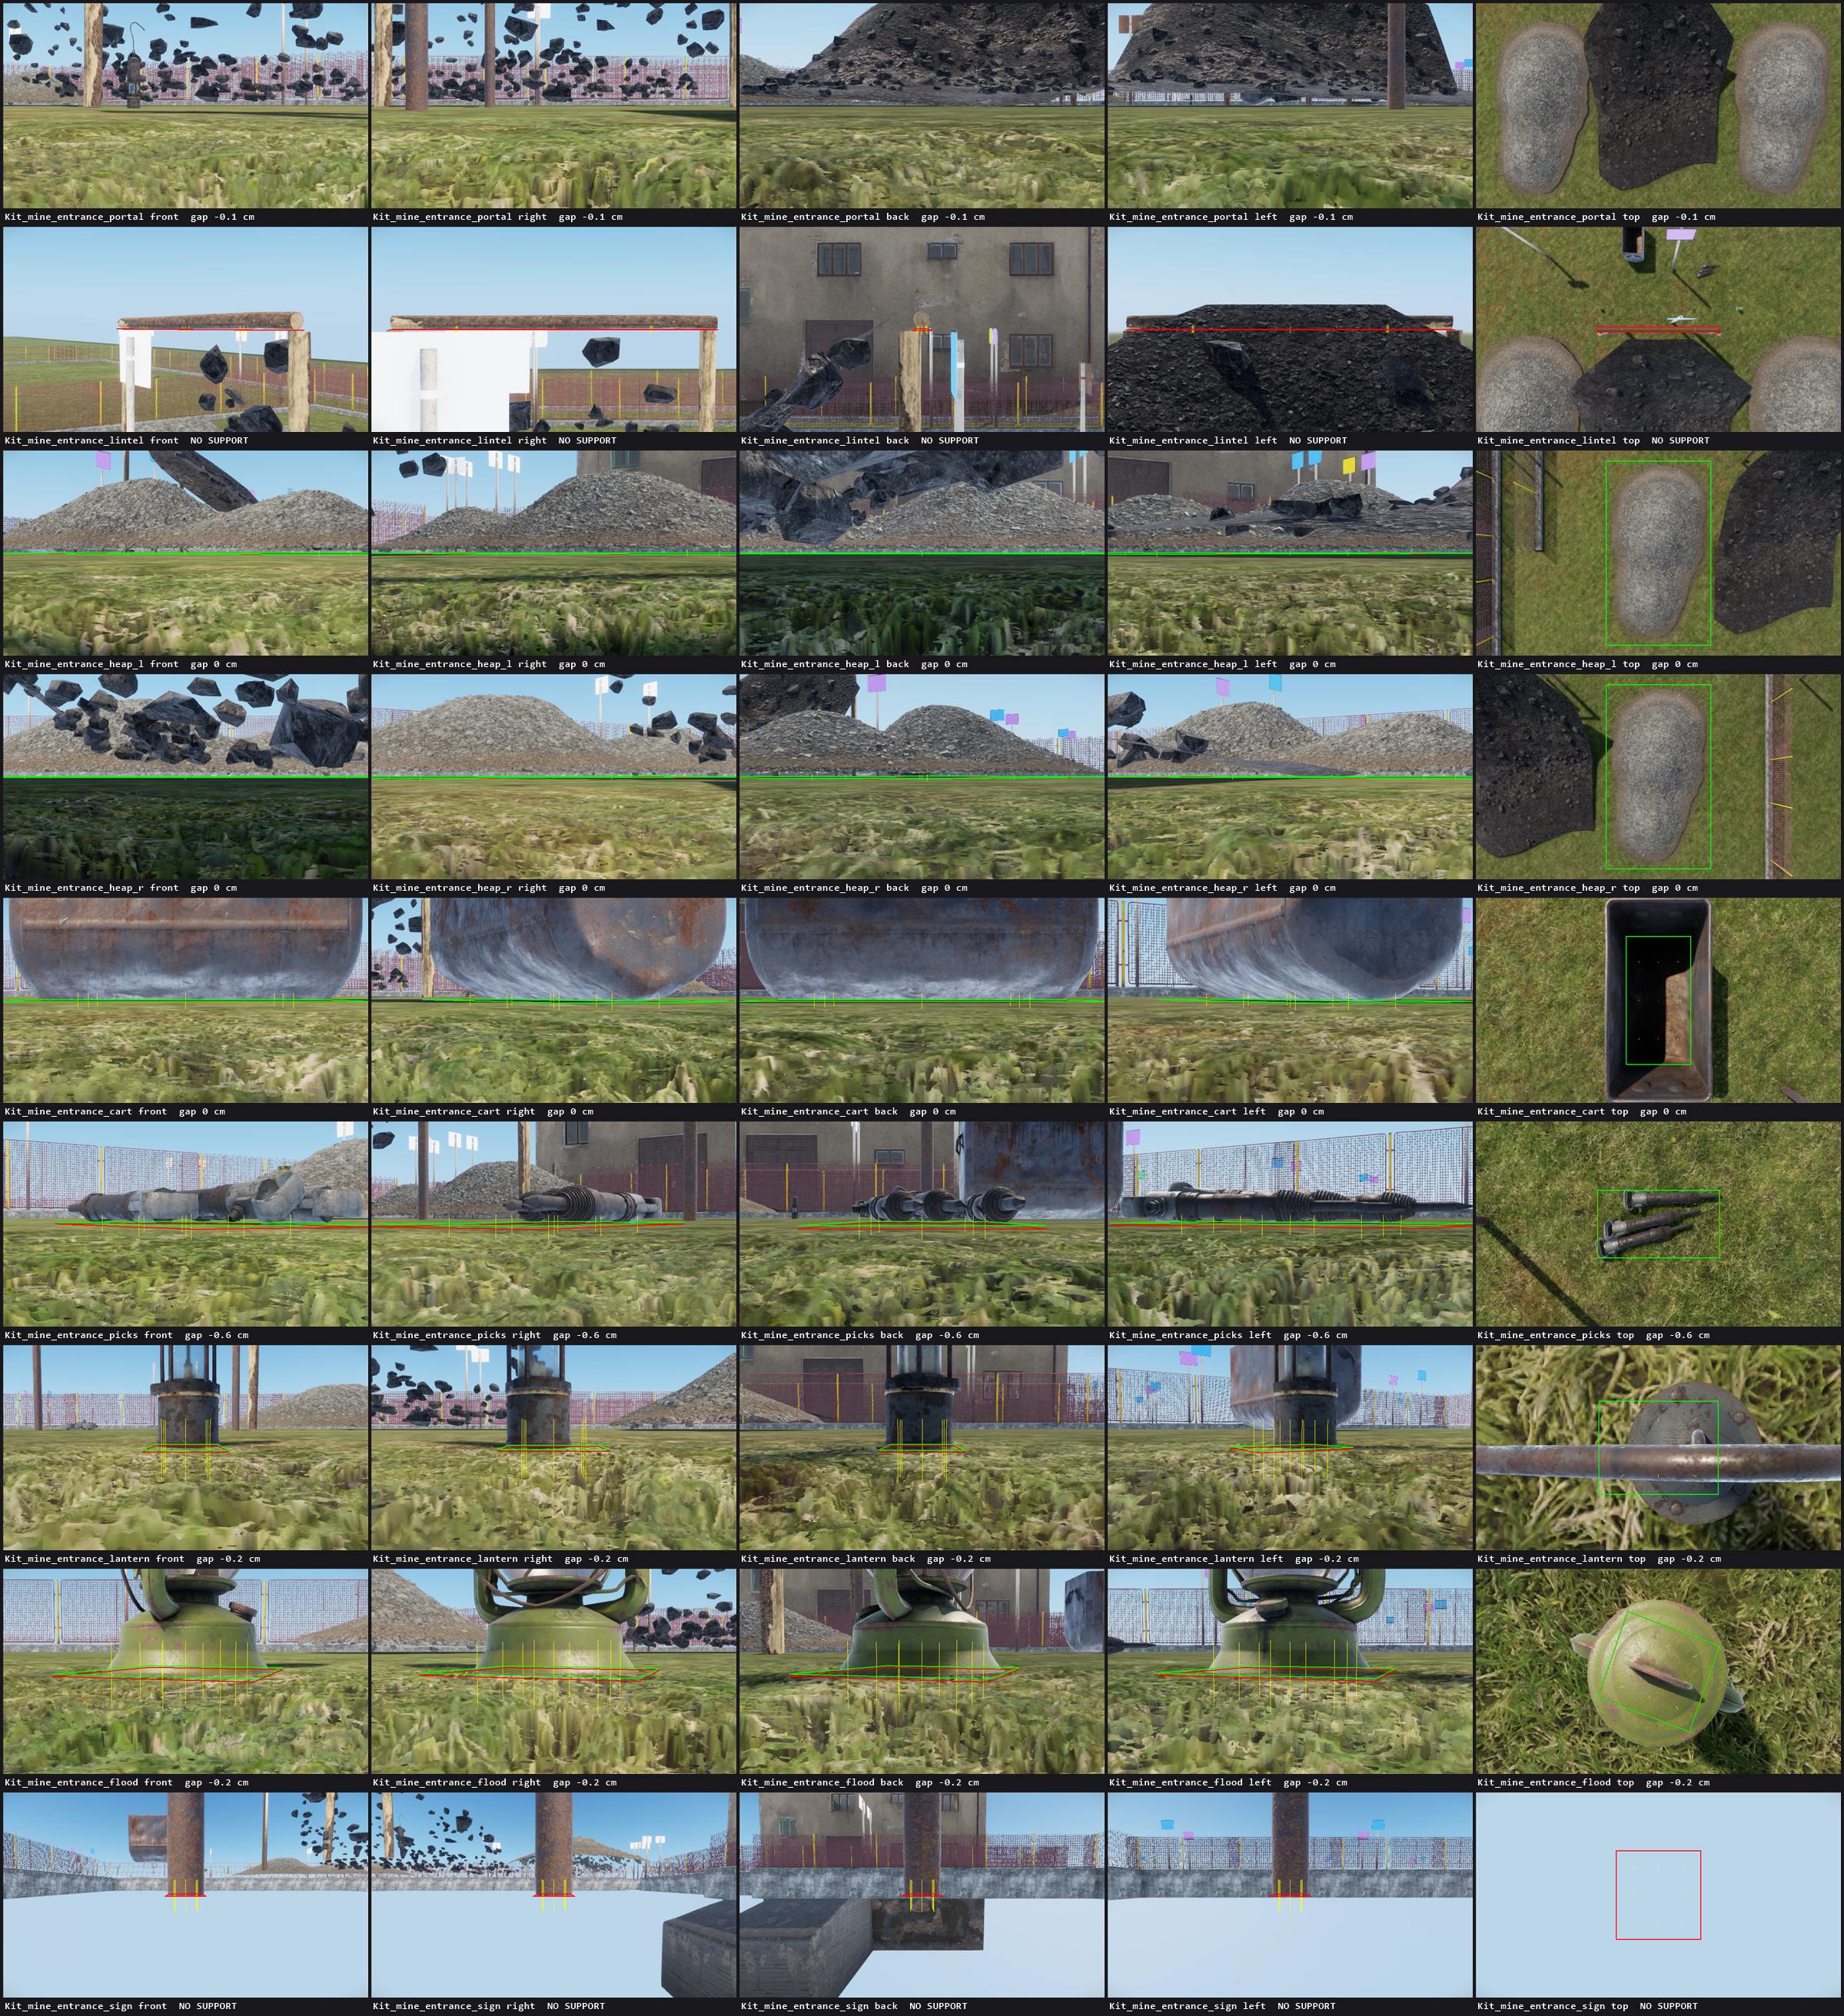 Kit_mine_entrance_portal front  gap -0.1 cm
Kit_mine_entrance_portal right  gap -0.1 cm
Kit_mine_entrance_portal back  gap -0.1 cm
Kit_mine_entrance_portal left  gap -0.1 cm
Kit_mine_entrance_portal top  gap -0.1 cm
Kit_mine_entrance_lintel front  NO SUPPORT
Kit_mine_entrance_lintel right  NO SUPPORT
Kit_mine_entrance_lintel back  NO SUPPORT
Kit_mine_entrance_lintel left  NO SUPPORT
Kit_mine_entrance_lintel top  NO SUPPORT
Kit_mine_entrance_heap_l front  gap 0 cm
Kit_mine_entrance_heap_l right  gap 0 cm
Kit_mine_entrance_heap_l back  gap 0 cm
Kit_mine_entrance_heap_l left  gap 0 cm
Kit_mine_entrance_heap_l top  gap 0 cm
Kit_mine_entrance_heap_r front  gap 0 cm
Kit_mine_entrance_heap_r right  gap 0 cm
Kit_mine_entrance_heap_r back  gap 0 cm
Kit_mine_entrance_heap_r left  gap 0 cm
Kit_mine_entrance_heap_r top  gap 0 cm
Kit_mine_entrance_cart front  gap 0 cm
Kit_mine_entrance_cart right  gap 0 cm
Kit_mine_entrance_cart back  gap 0 cm
Kit_mine_entrance_cart left  gap 0 cm
Kit_mine_entrance_cart top  gap 0 cm
Kit_mine_entrance_picks front  gap -0.6 cm
Kit_mine_entrance_picks right  gap -0.6 cm
Kit_mine_entrance_picks back  gap -0.6 cm
Kit_mine_entrance_picks left  gap -0.6 cm
Kit_mine_entrance_picks top  gap -0.6 cm
Kit_mine_entrance_lantern front  gap -0.2 cm
Kit_mine_entrance_lantern right  gap -0.2 cm
Kit_mine_entrance_lantern back  gap -0.2 cm
Kit_mine_entrance_lantern left  gap -0.2 cm
Kit_mine_entrance_lantern top  gap -0.2 cm
Kit_mine_entrance_flood front  gap -0.2 cm
Kit_mine_entrance_flood right  gap -0.2 cm
Kit_mine_entrance_flood back  gap -0.2 cm
Kit_mine_entrance_flood left  gap -0.2 cm
Kit_mine_entrance_flood top  gap -0.2 cm
Kit_mine_entrance_sign front  NO SUPPORT
Kit_mine_entrance_sign right  NO SUPPORT
Kit_mine_entrance_sign back  NO SUPPORT
Kit_mine_entrance_sign left  NO SUPPORT
Kit_mine_entrance_sign top  NO SUPPORT